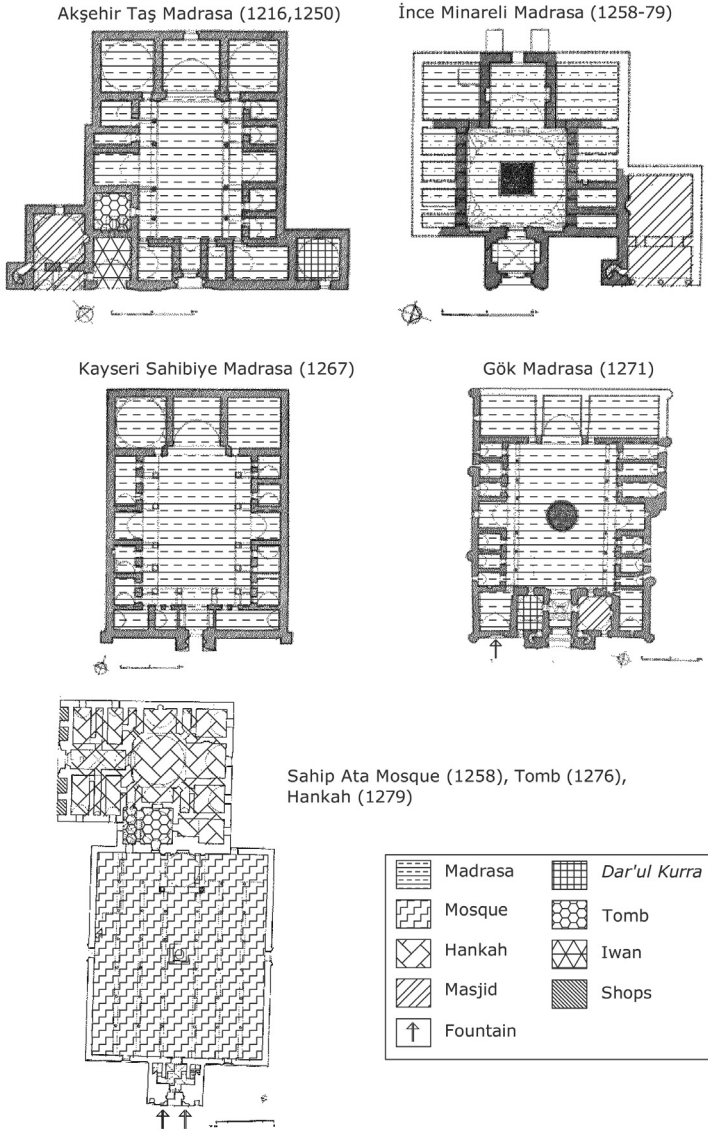 Akşehir Taş Madrasa (1216,1250)
İnce Minareli Madrasa (1258-79)
Kayseri Sahibiye Madrasa (1267)
Gök Madrasa (1271)
Sahip Ata Mosque (1258), Tomb (1276),
Hankah (1279)
Madrasa
Mosque
Hankah
Masjid
Fountain
Dar'ul Kurra
Tomb
Iwan
Shops